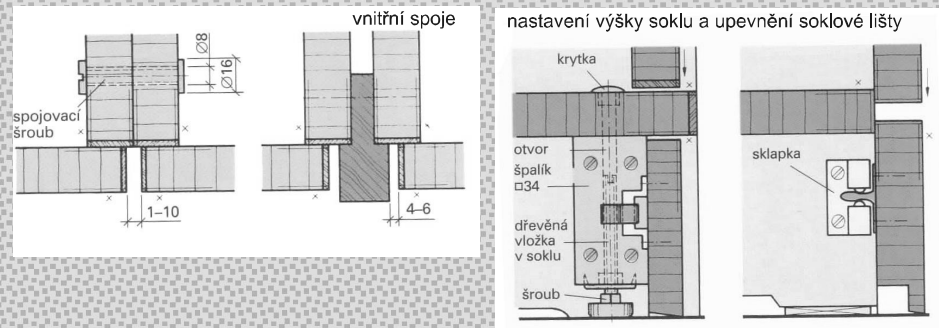 vnitřní spoje
Ø8
Ø16
spojovací
šroub
1–10
4–6
nastavení výšky soklu a upevnění soklové lišty
krytka
otvor
špalík
□34
dřevěná
vložka
v soklu
šroub
sklapka